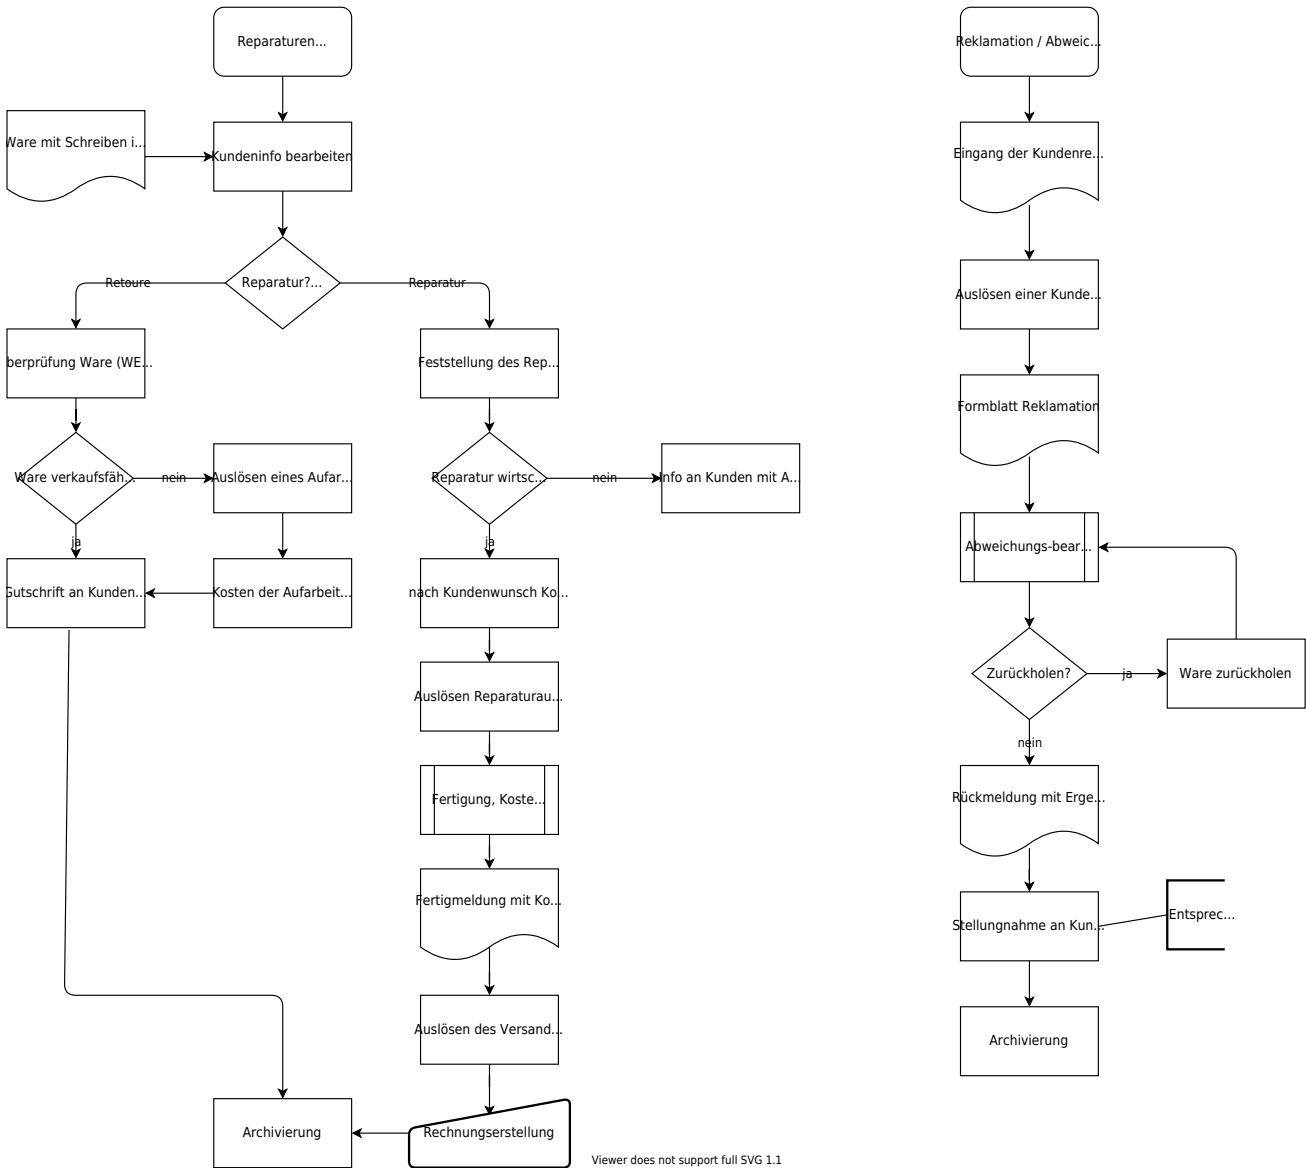 Reparaturen...
Ware mit Schreiben i...
Kundeninfo bearbeiten
Reparatur?...
Retoure
Reparatur
berprüfung Ware (WE...
Feststellung des Rep...
Ware verkaufsfäh...
nein
Auslösen eines Aufar...
Reparatur wirtsc...
nein
Info an Kunden mit A...
ja
ja
Gutschrift an Kunden...
Kosten der Aufarbeit...
nach Kundenwunsch Ko...
Auslösen Reparaturau...
Fertigung, Koste...
Fertigmeldung mit Ko...
Auslösen des Versand...
Archivierung
Rechnungserstellung
Reklamation / Abweic...
Eingang der Kundenre...
Auslösen einer Kunde...
Formblatt Reklamation
Abweichungs-bear...
Zurückholen?
ja
Ware zurückholen
nein
Rückmeldung mit Erge...
Stellungnahme an Kun...
Entsprec...
Archivierung
Viewer does not support full SVG 1.1